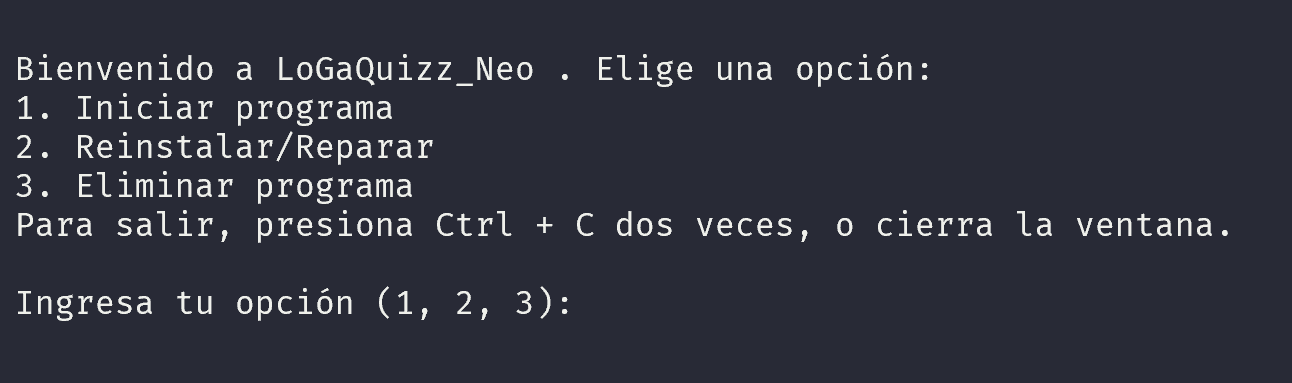 Bienvenido a LoGaQuizz_Neo . Elige una opción:
1. Iniciar programa
2. Reinstalar/Reparar
3. Eliminar programa
Para salir, presiona Ctrl + C dos veces, o cierra la ventana.
Ingresa tu opción (1, 2, 3):